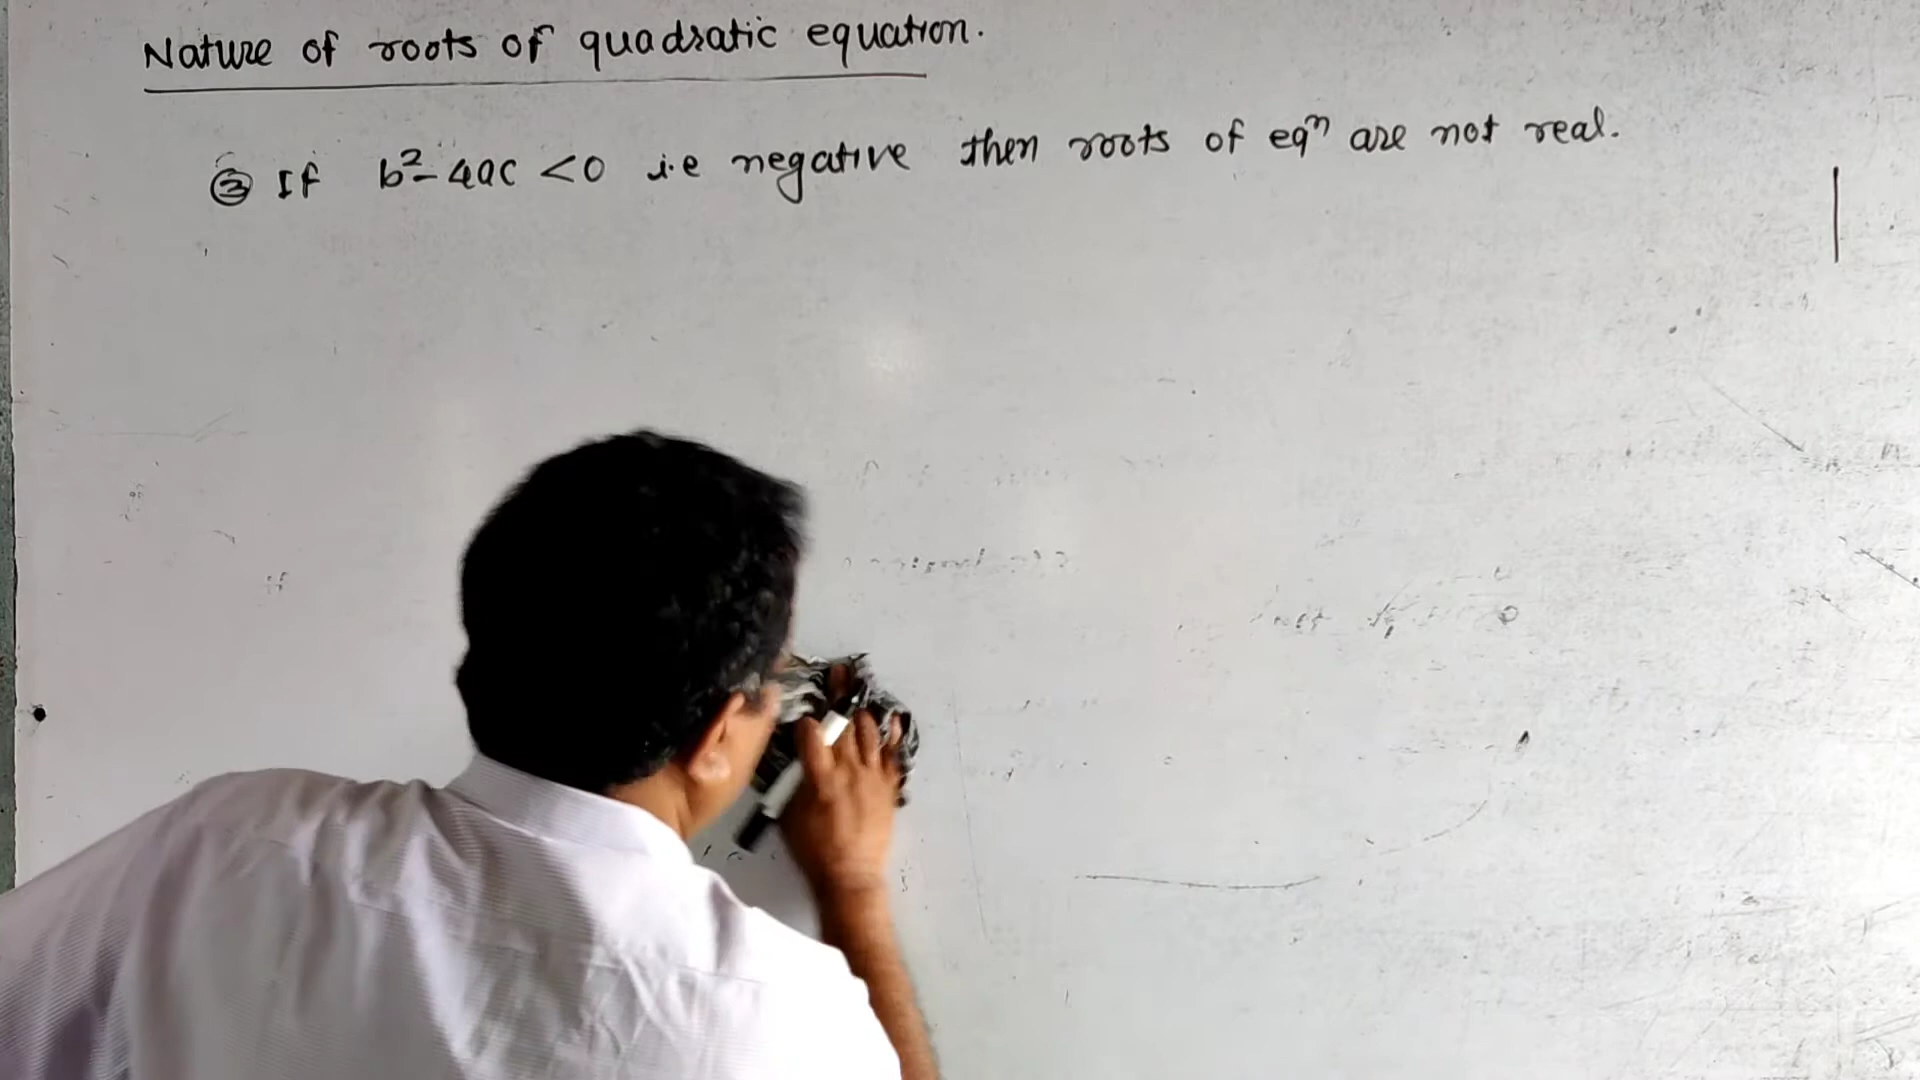 Nature of roots of quadratic equation.
③ If b²-4ac <0 i.e negative then roots of eqⁿ are not real.